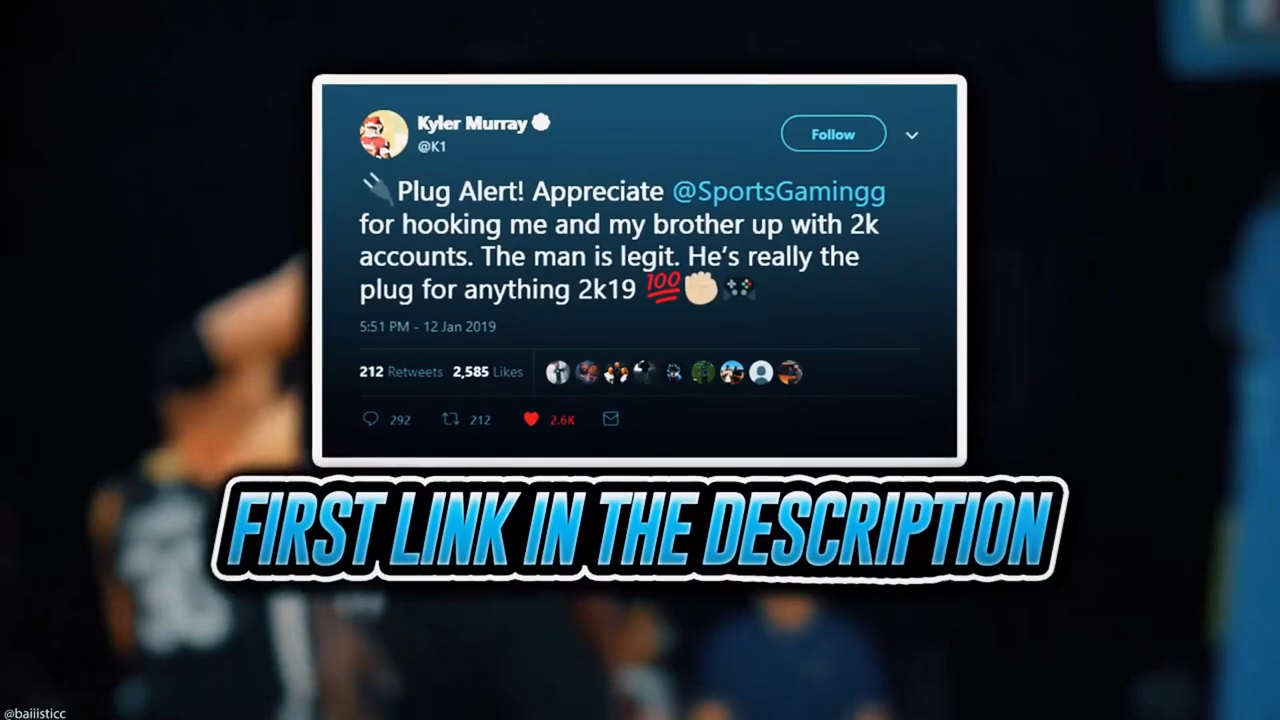 Kyler Murray
@K1
Follow
🔌Plug Alert! Appreciate @SportsGamingg
for hooking me and my brother up with 2k
accounts. The man is legit. He's really the
plug for anything 2k19 💯✊🏼🎮
5:51 PM - 12 Jan 2019
212 Retweets 2,585 Likes
292 212 2.6K
FIRST LINK IN THE DESCRIPTION
@baiiisticc